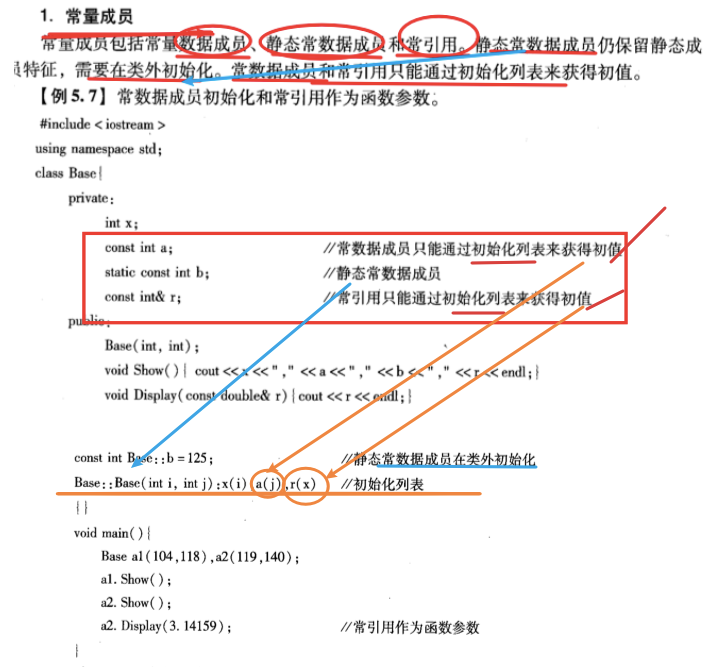 1. 常量成员
常量成员包括常量数据成员、静态常数据成员和常引用。静态常数据成员仍保留静态成
员特征，需要在类外初始化。常数据成员和常引用只能通过初始化列表来获得初值。
【例 5.7】 常数据成员初始化和常引用作为函数参数。
#include < iostream >
using namespace std;
class Base{
private:
int x;
const int a; //常数据成员只能通过初始化列表来获得初值
static const int b; //静态常数据成员
const int& r; //常引用只能通过初始化列表来获得初值
public:
Base(int, int);
void Show(){ cout <<x <<"," <<a <<"," <<b <<"," <<r <<endl;}
void Display(const double& r){cout <<r <<endl;}
const int Base::b =125; //静态常数据成员在类外初始化
Base::Base(int i, int j):x(i),a(j),r(x) //初始化列表
{}
void main(){
Base a1(104,118),a2(119,140);
a1. Show();
a2. Show();
a2. Display(3.14159); //常引用作为函数参数
}